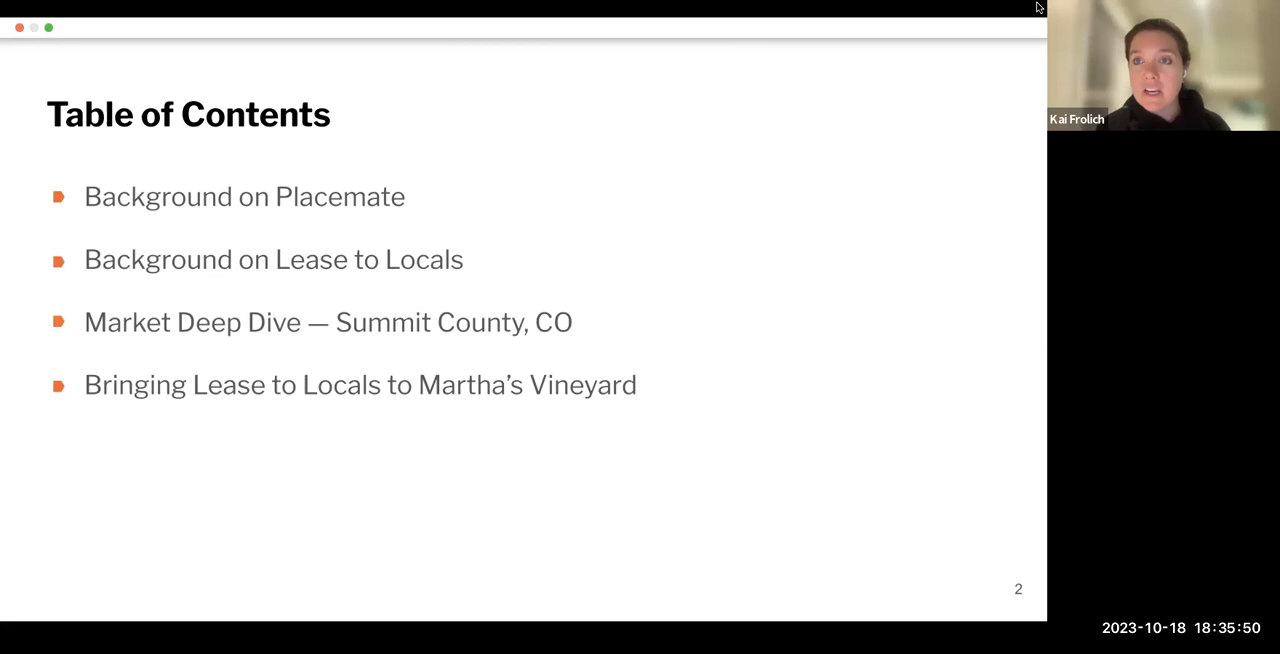 Table of Contents
Background on Placemate
Background on Lease to Locals
Market Deep Dive — Summit County, CO
Bringing Lease to Locals to Martha’s Vineyard
2
Kai Frolich
2023-10-18 18:35:50